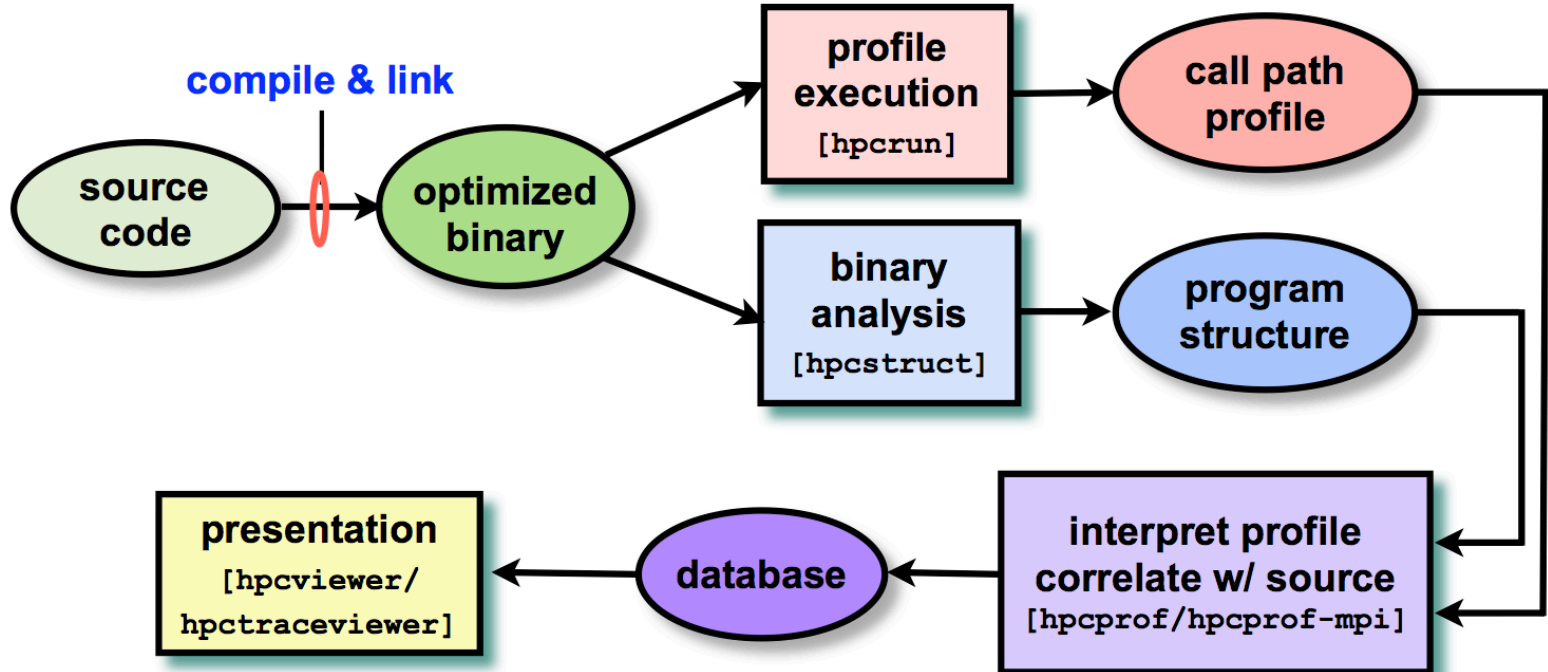 compile & link
source
code
optimized
binary
profile
execution
[hpcrun]
call path
profile
binary
analysis
[hpcstruct]
program
structure
interpret profile
correlate w/ source
[hpcprof/hpcprof-mpi]
database
presentation
[hpcviewer/
hpctraceviewer]